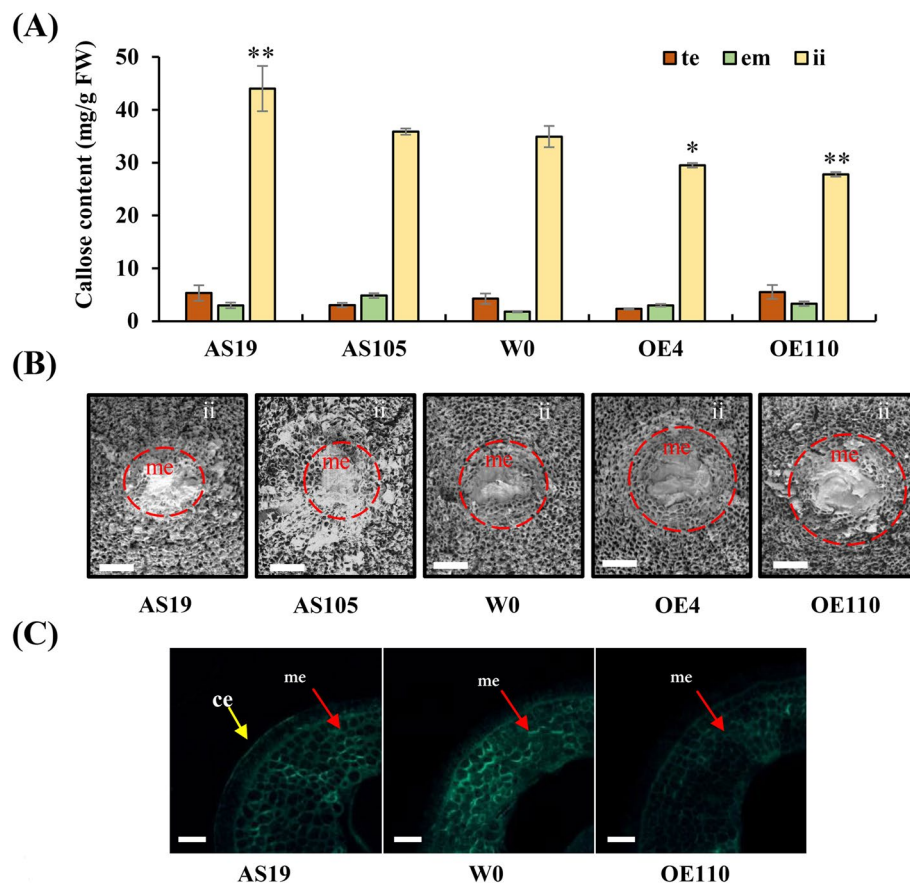 (A)
Callose content (mg/g FW)
50
40
30
20
10
0
te em ii
**
*
**
AS19 AS105 W0 OE4 OE110
(B)
ii ii ii ii ii
me me me me me
AS19 AS105 W0 OE4 OE110
(C)
ce me me me
AS19 W0 OE110